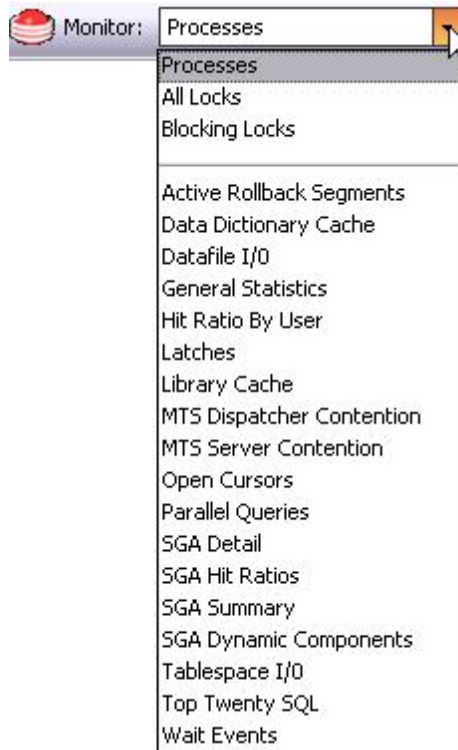 Monitor: Processes
Processes
All Locks
Blocking Locks
Active Rollback Segments
Data Dictionary Cache
Datafile I/O
General Statistics
Hit Ratio By User
Latches
Library Cache
MTS Dispatcher Contention
MTS Server Contention
Open Cursors
Parallel Queries
SGA Detail
SGA Hit Ratios
SGA Summary
SGA Dynamic Components
Tablespace I/O
Top Twenty SQL
Wait Events